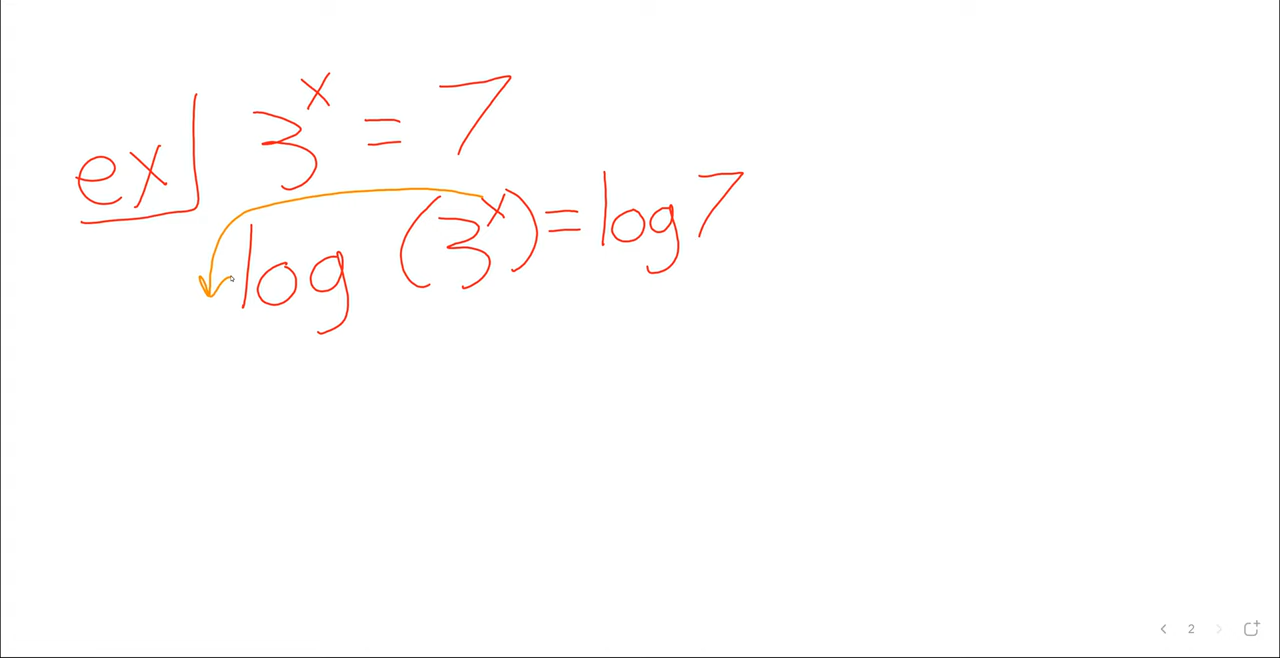 ex] 3^x = 7
log (3^x) = log 7
< 2 >